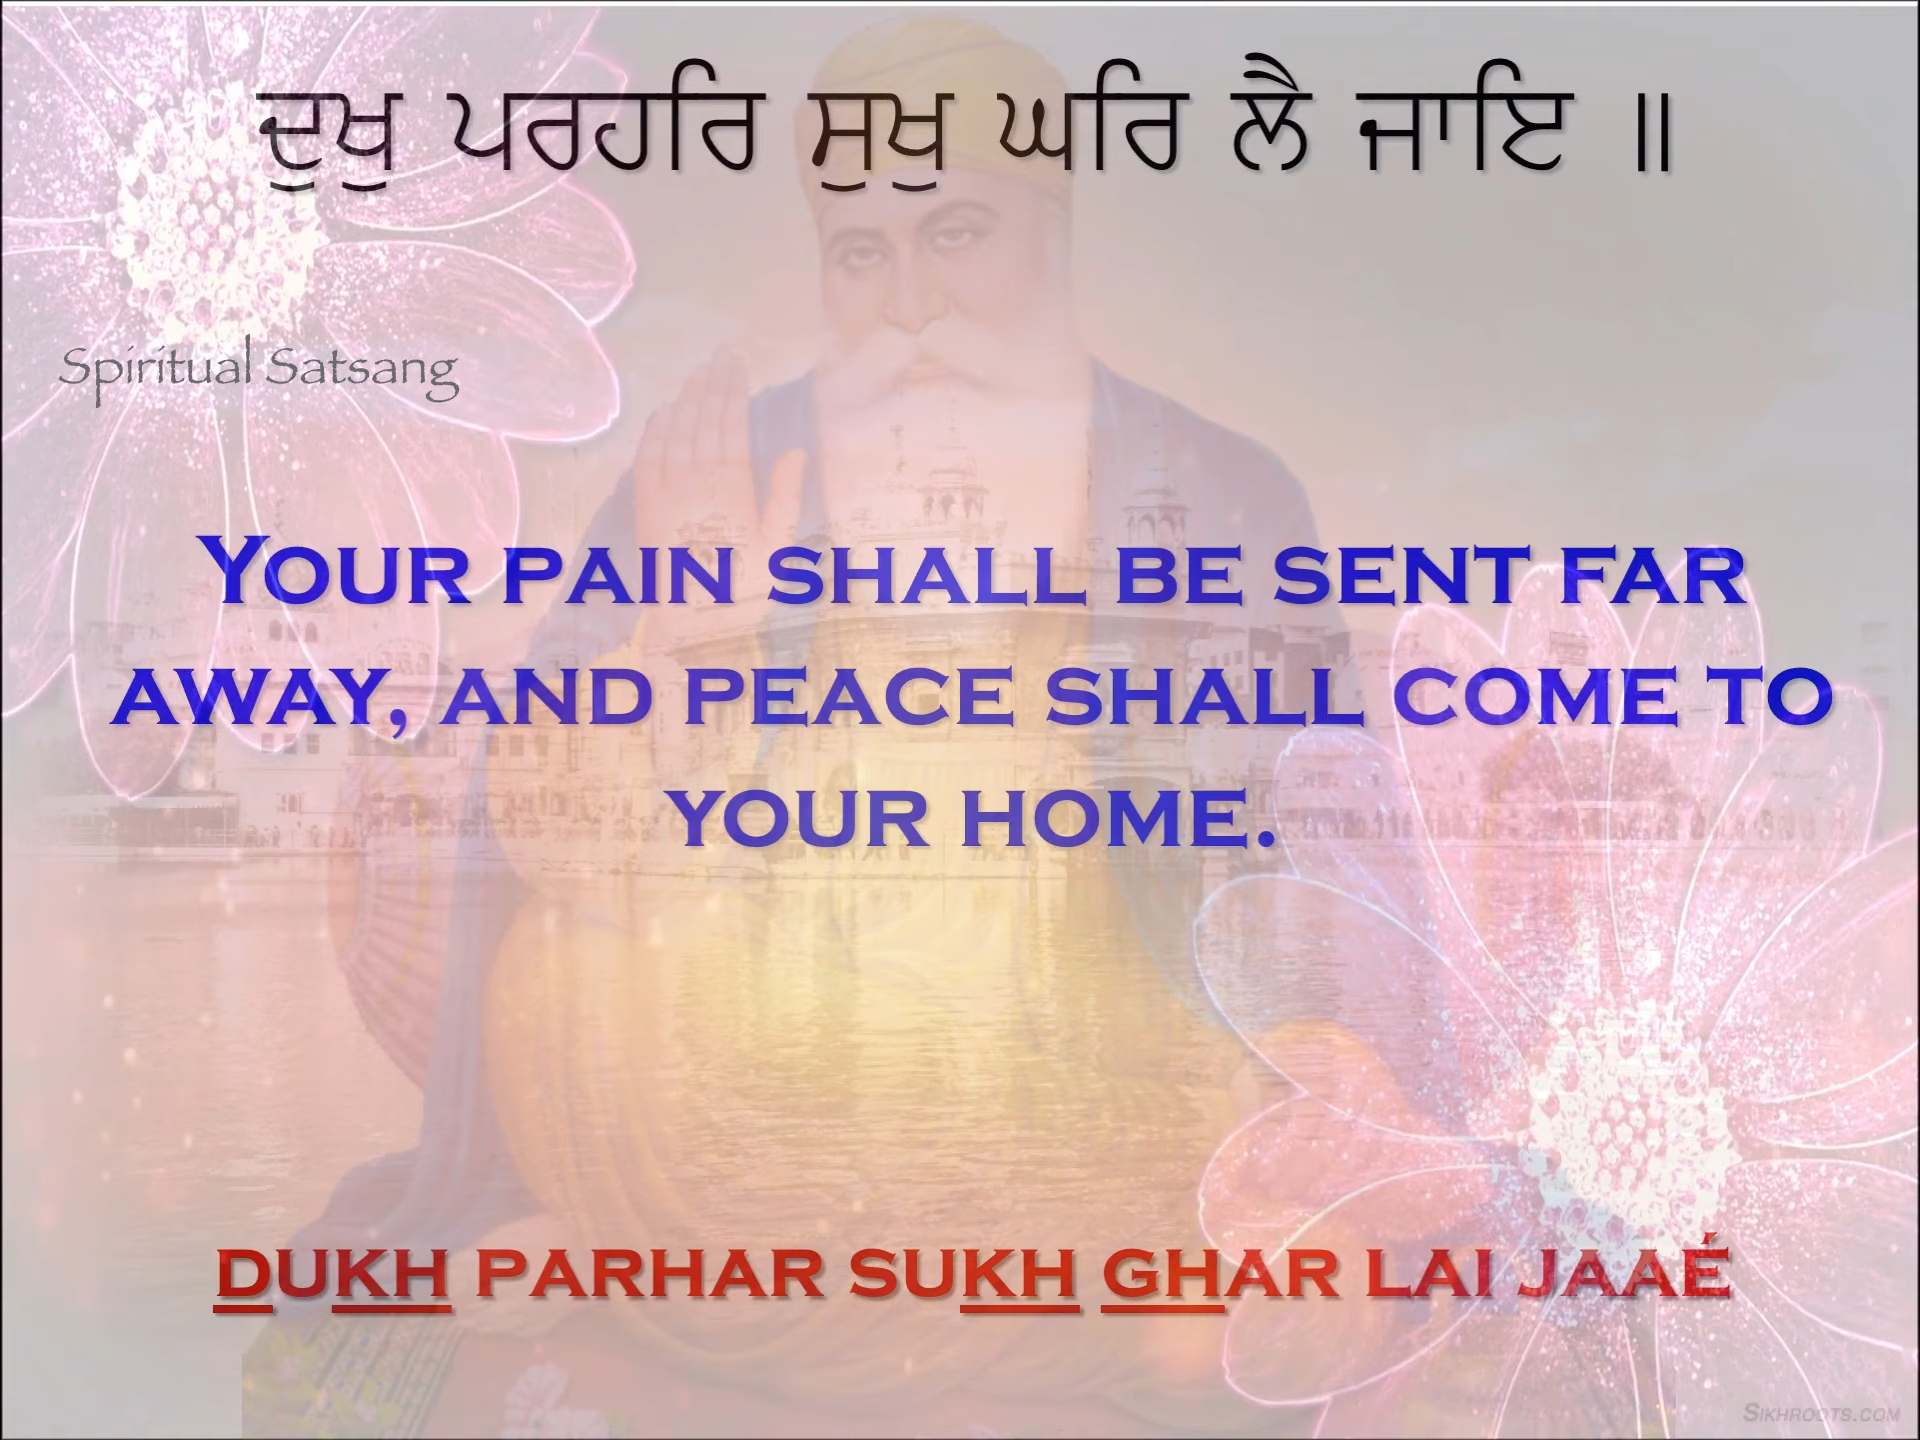 ਦੁਖੁ ਪਰਹਰਿ ਸੁਖੁ ਘਰਿ ਲੈ ਜਾਇ ॥
Spiritual Satsang
YOUR PAIN SHALL BE SENT FAR
AWAY, AND PEACE SHALL COME TO
YOUR HOME.
DUKH PARHAR SUKH GHAR LAI JAAÉ
SIKHROOTS.COM